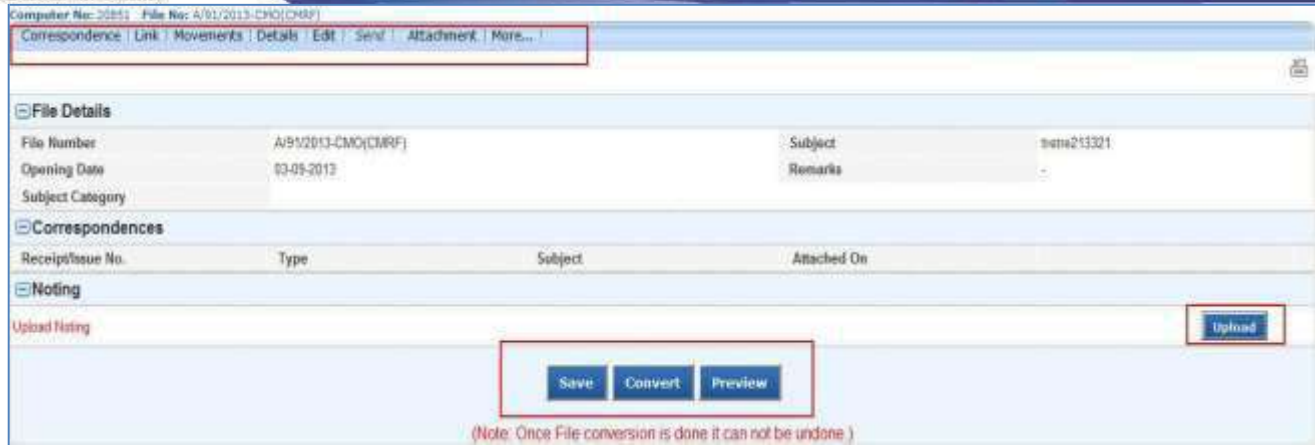 Computer No: 20851 File No: A/91/2013-CMO(CMRF)
Correspondence | Link | Movements | Details | Edit | Send | Attachment | More... |
File Details
File Number A/91/2013-CMO(CMRF) Subject
Opening Date 03-09-2013 Remarks -
Subject Category
Correspondences
Receipt/Issue No. Type Subject Attached On
Noting
Upload Noting Upload
Save Convert Preview
(Note: Once File conversion is done it can not be undone )